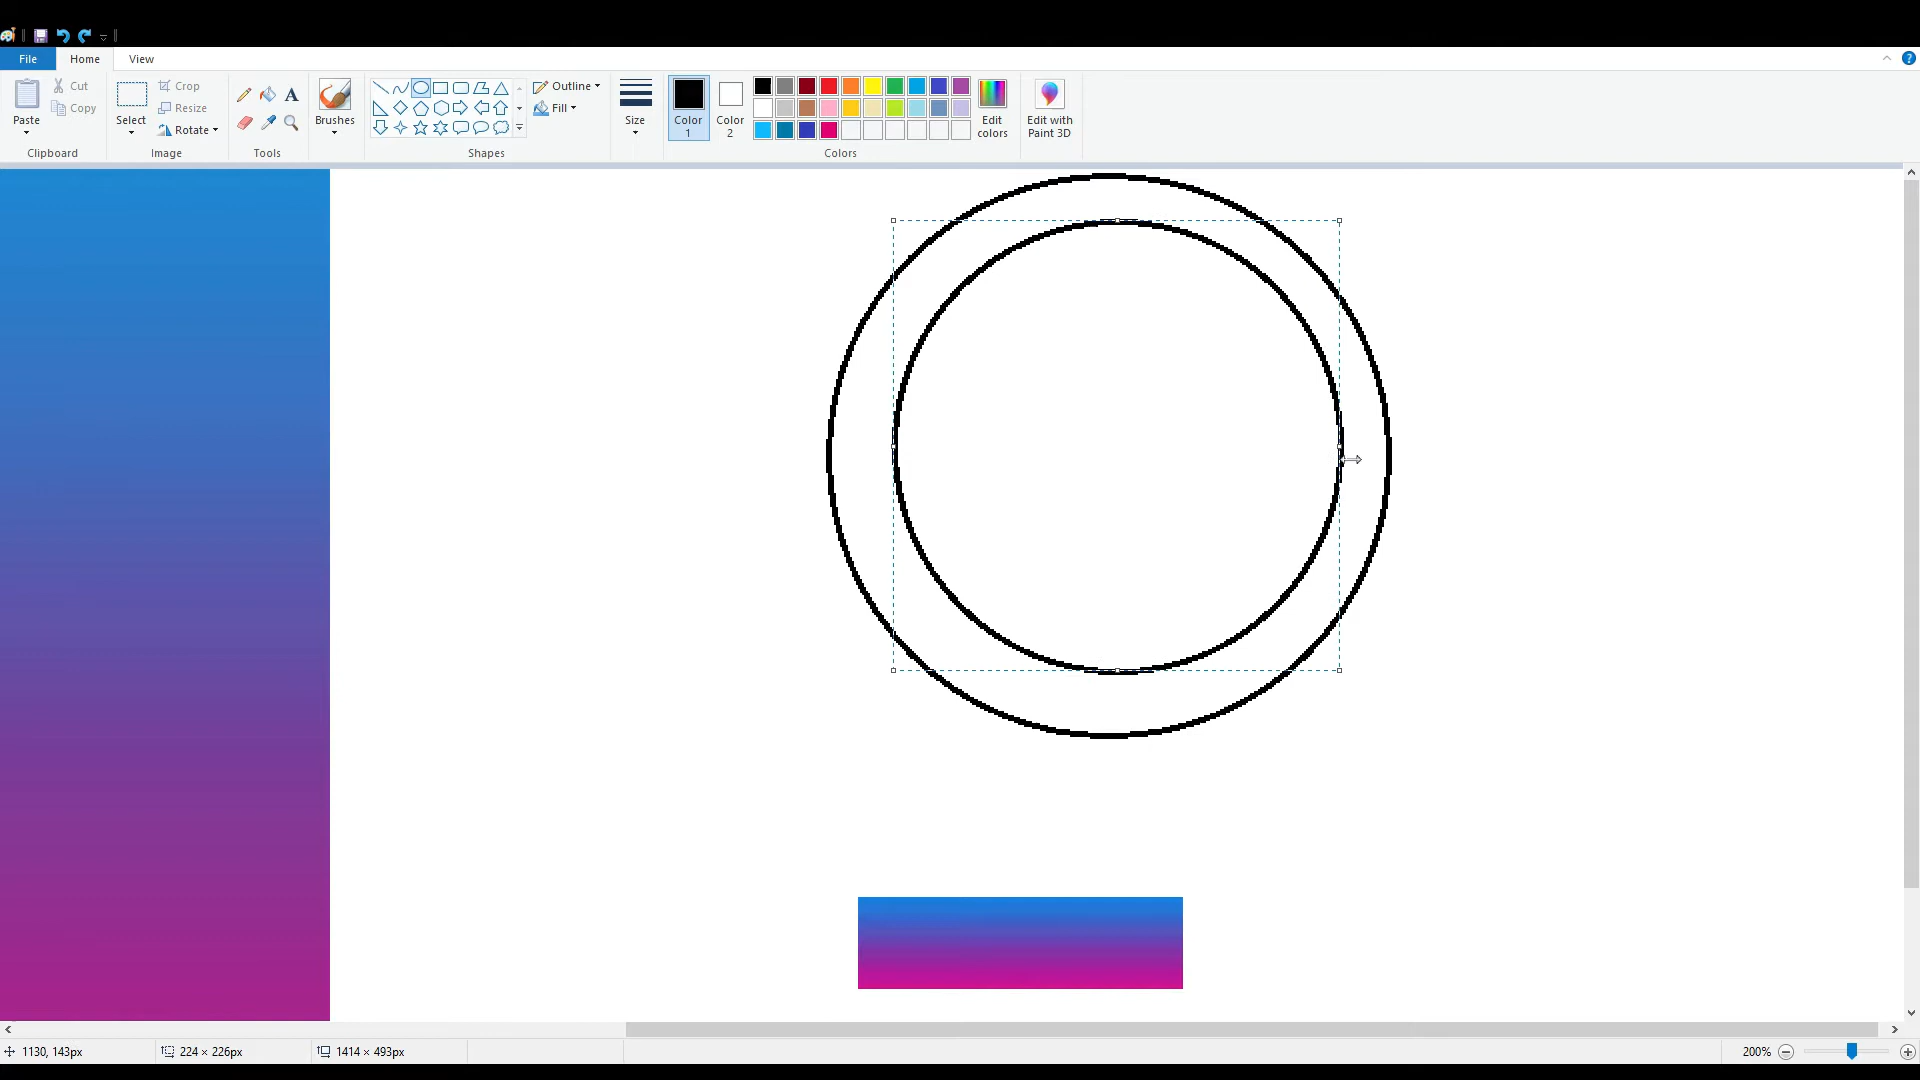 File Home View
Paste
Cut
Copy
Clipboard
Select
Crop
Resize
Rotate
Image
A
Tools
Brushes
Outline
Fill
Shapes
Size
Color
1
Color
2
Edit
colors
Colors
Edit with
Paint 3D
1130, 143px 224 × 226px 1414 × 493px 200%